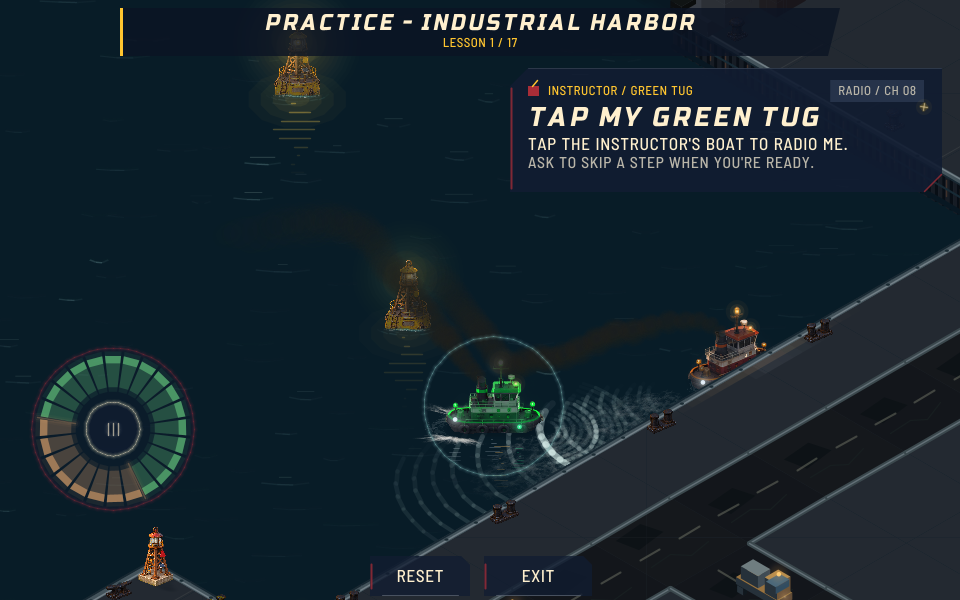 PRACTICE - INDUSTRIAL HARBOR
LESSON 1 / 17
INSTRUCTOR / GREEN TUG
RADIO / CH 08
TAP MY GREEN TUG
TAP THE INSTRUCTOR'S BOAT TO RADIO ME.
ASK TO SKIP A STEP WHEN YOU'RE READY.
RESET
EXIT